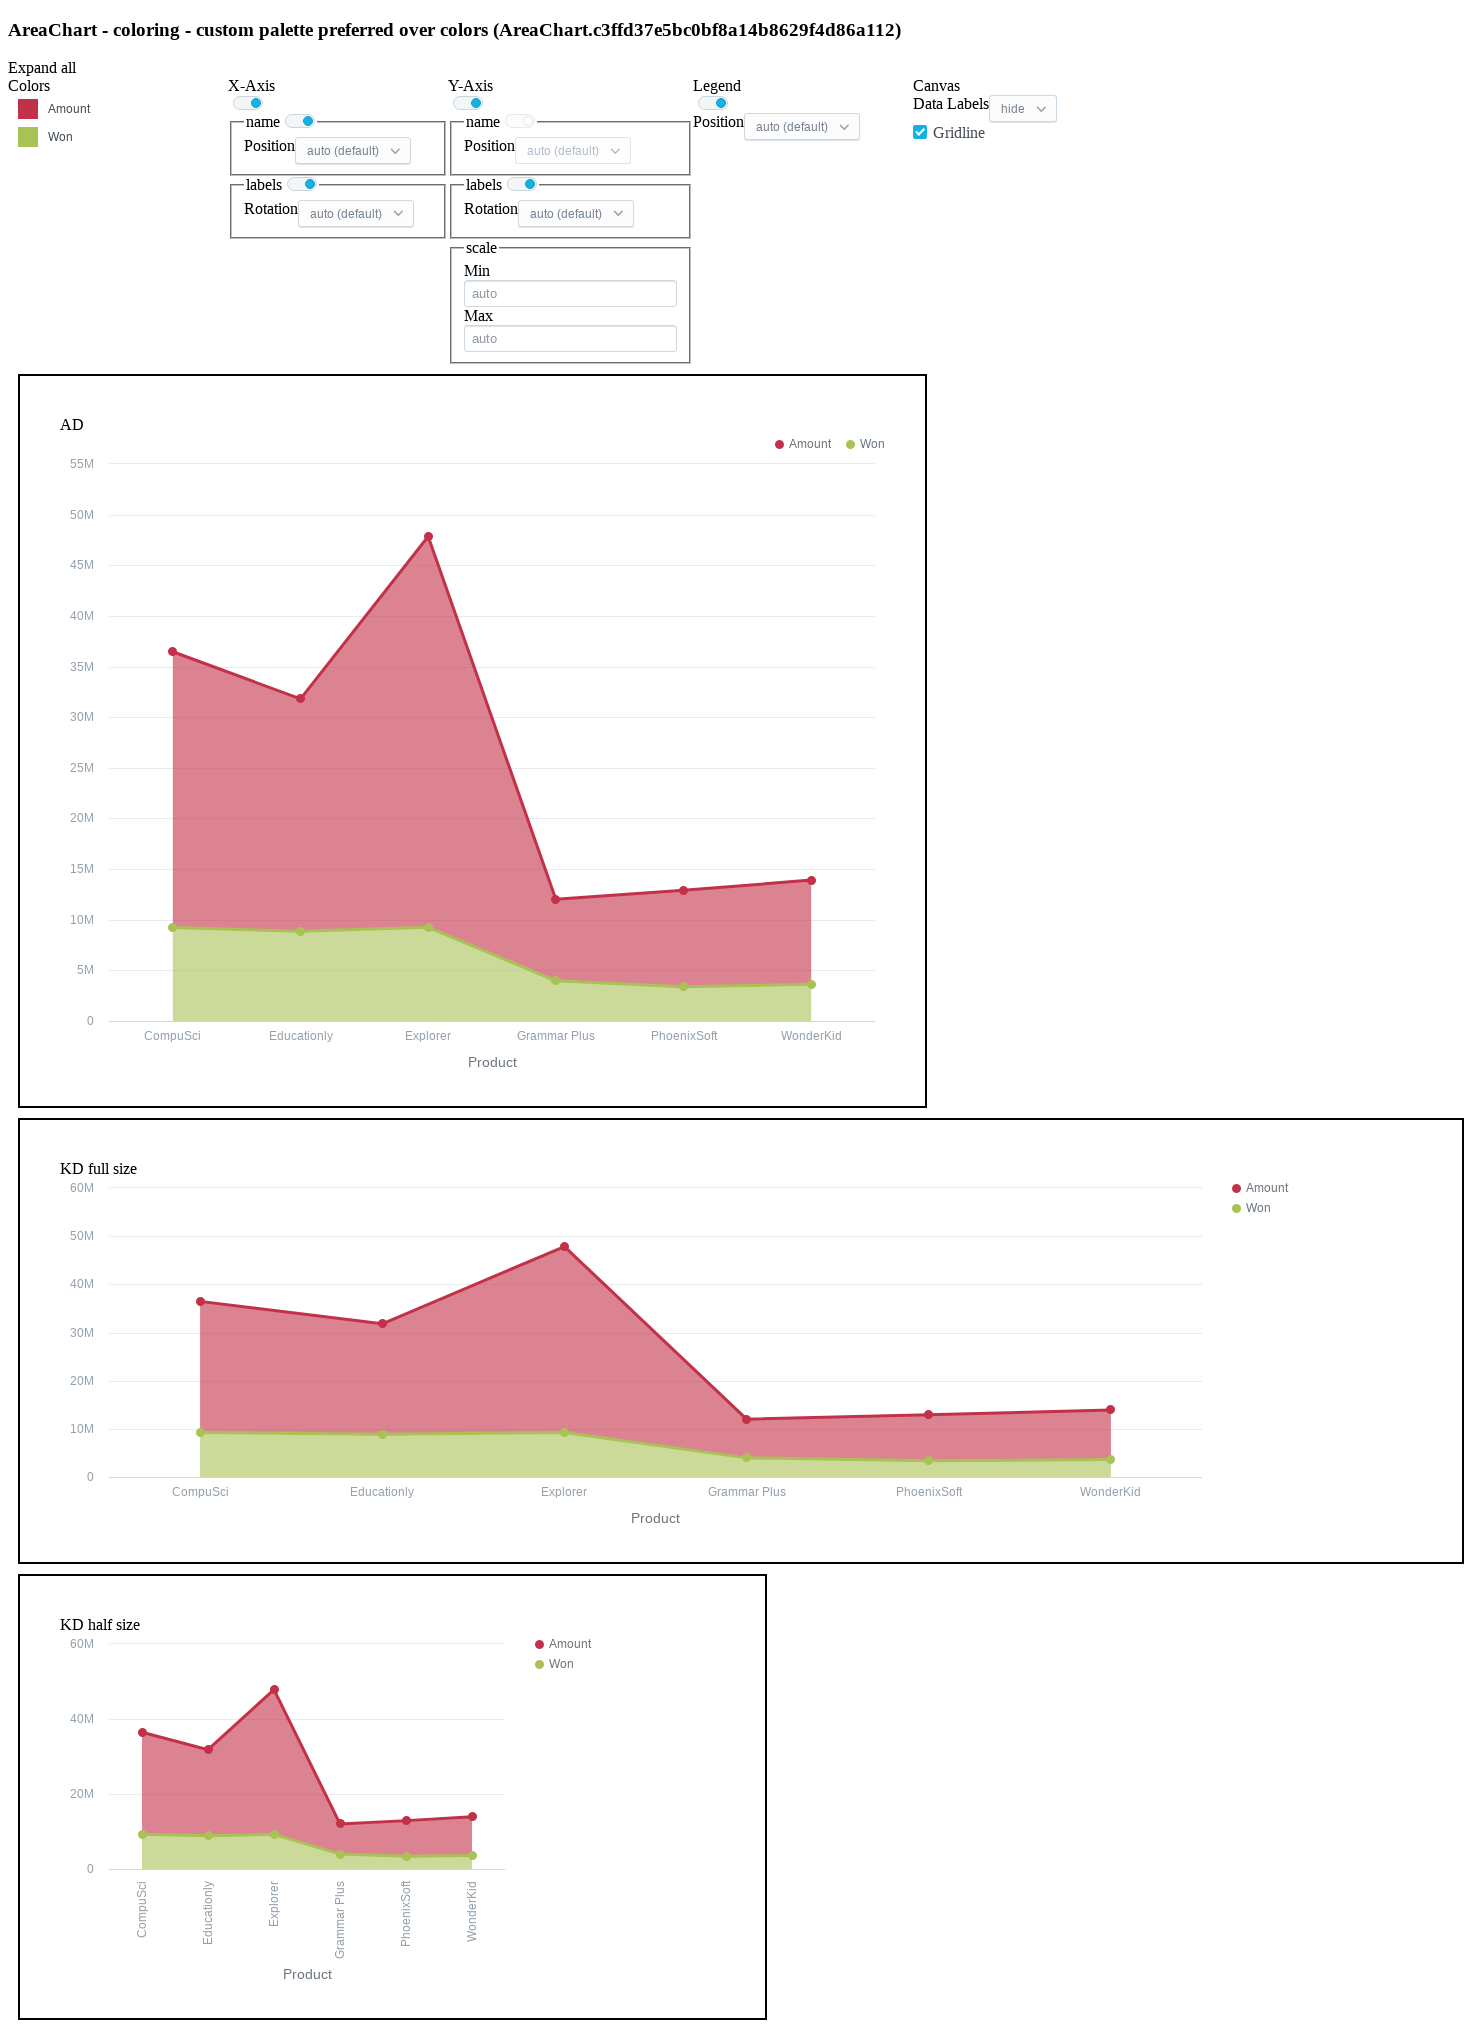 AreaChart - coloring - custom palette preferred over colors (AreaChart.c3ffd37e5bc0bf8a14b8629f4d86a112)
Expand all
Colors
Amount
Won
X-Axis
name
Position auto (default)
labels
Rotation auto (default)
Y-Axis
name
Position auto (default)
labels
Rotation auto (default)
scale
Min
auto
Max
auto
Legend
Position auto (default)
Canvas
Data Labels hide
Gridline
AD
Amount Won
55M
50M
45M
40M
35M
30M
25M
20M
15M
10M
5M
0
CompuSci Educationly Explorer Grammar Plus PhoenixSoft WonderKid
Product
KD full size
Amount
Won
60M
50M
40M
30M
20M
10M
0
CompuSci Educationly Explorer Grammar Plus PhoenixSoft WonderKid
Product
KD half size
Amount
Won
60M
40M
20M
0
CompuSci
Educationly
Explorer
Grammar Plus
PhoenixSoft
WonderKid
Product